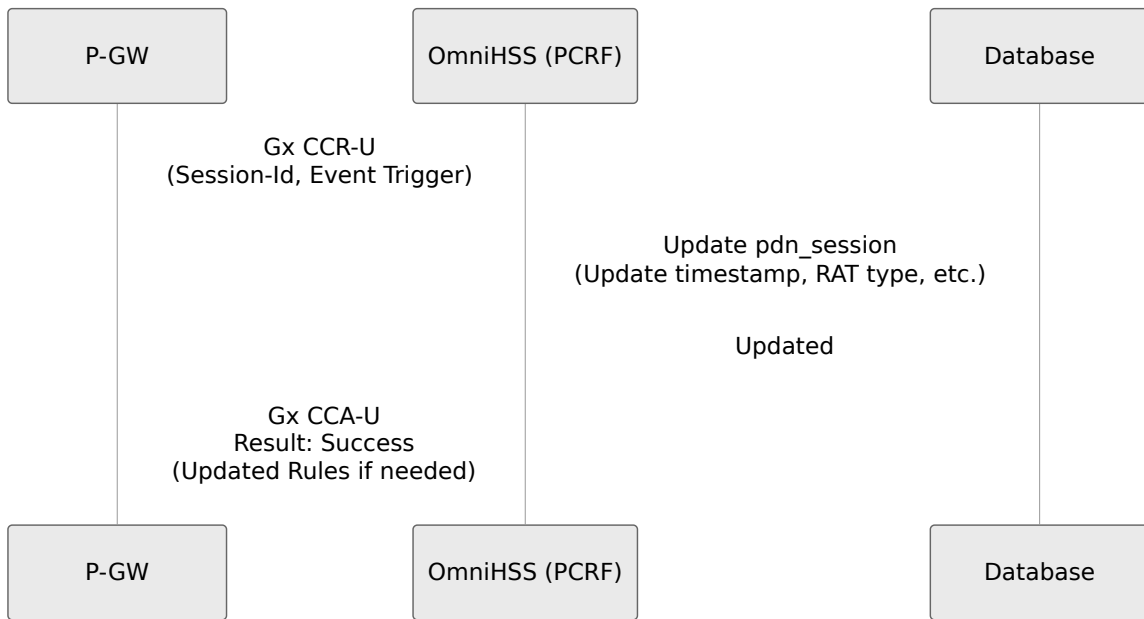 P-GW
OmniHSS (PCRF)
Database
Gx CCR-U
(Session-Id, Event Trigger)
Update pdn_session
(Update timestamp, RAT type, etc.)
Updated
Gx CCA-U
Result: Success
(Updated Rules if needed)
P-GW
OmniHSS (PCRF)
Database